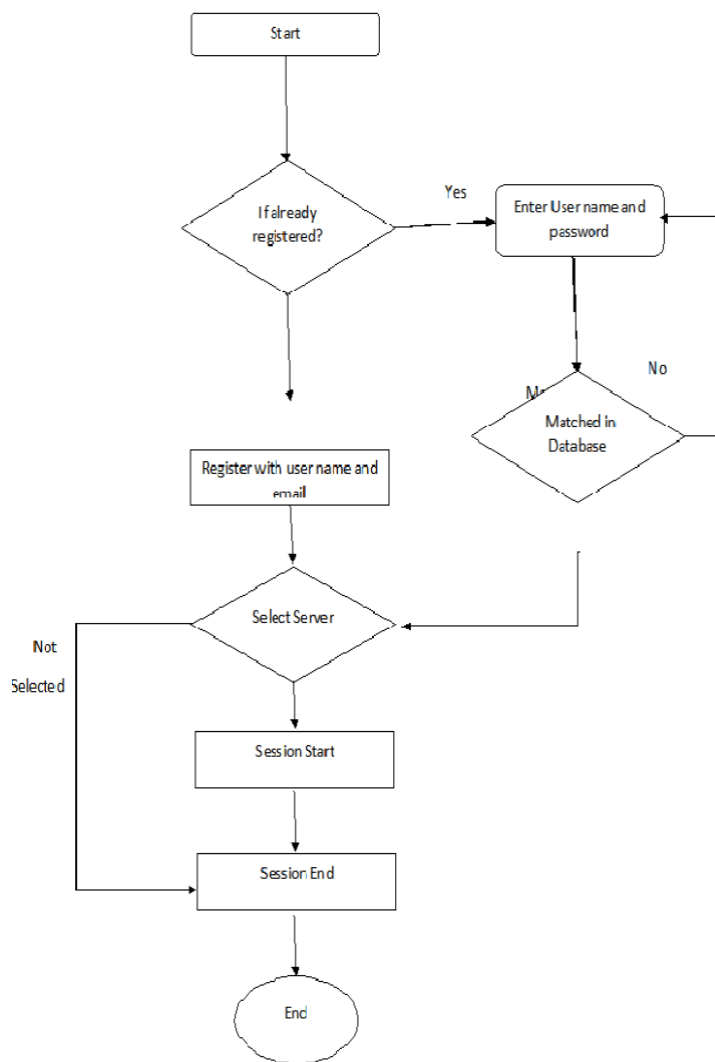 Start
If already
registered?
Yes
Enter User name and
password
No
Matched in
Database
Register with user name and
email
Select Server
Not
Selected
Session Start
Session End
End